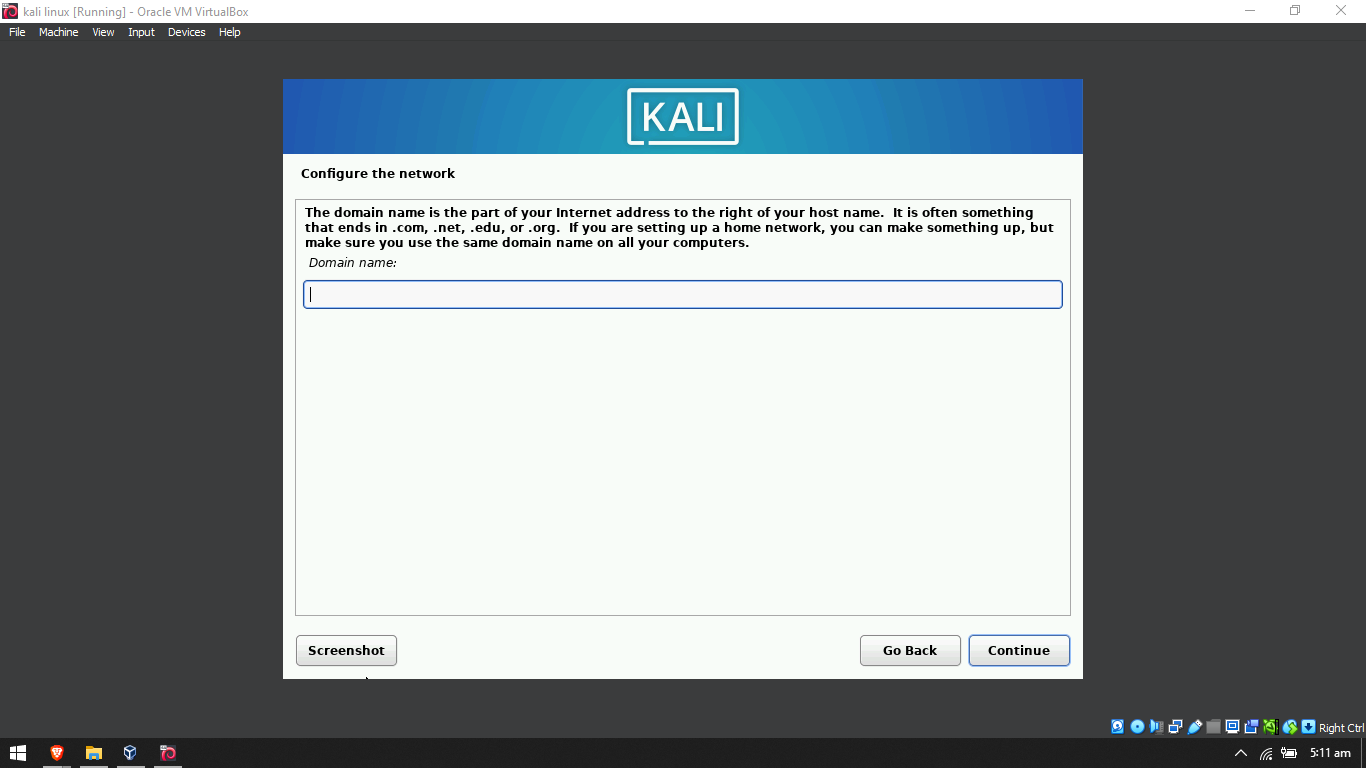 kali linux [Running] - Oracle VM VirtualBox
File Machine View Input Devices Help
KALI
Configure the network
The domain name is the part of your Internet address to the right of your host name.  It is often something
that ends in .com, .net, .edu, or .org.  If you are setting up a home network, you can make something up, but
make sure you use the same domain name on all your computers.
Domain name:
Screenshot Go Back Continue
Right Ctrl
5:11 am